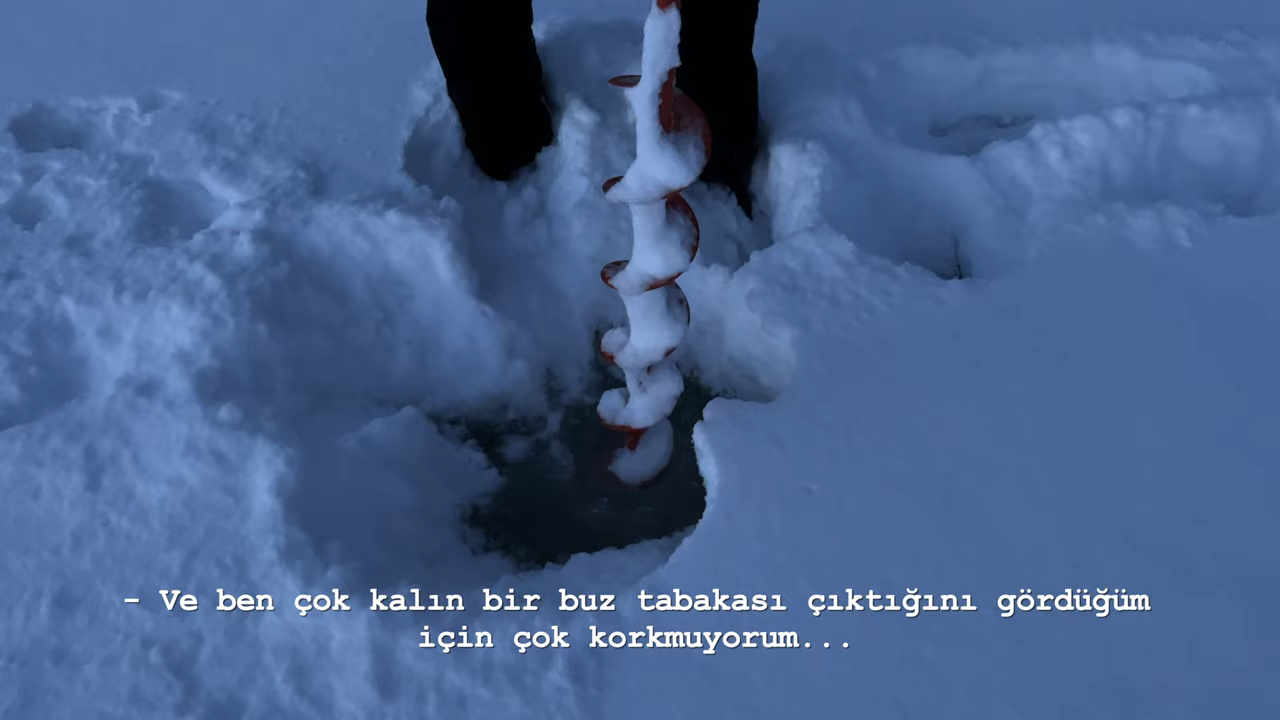 - Ve ben çok kalın bir buz tabakası çıktığını gördüğüm
için çok korkmuyorum...